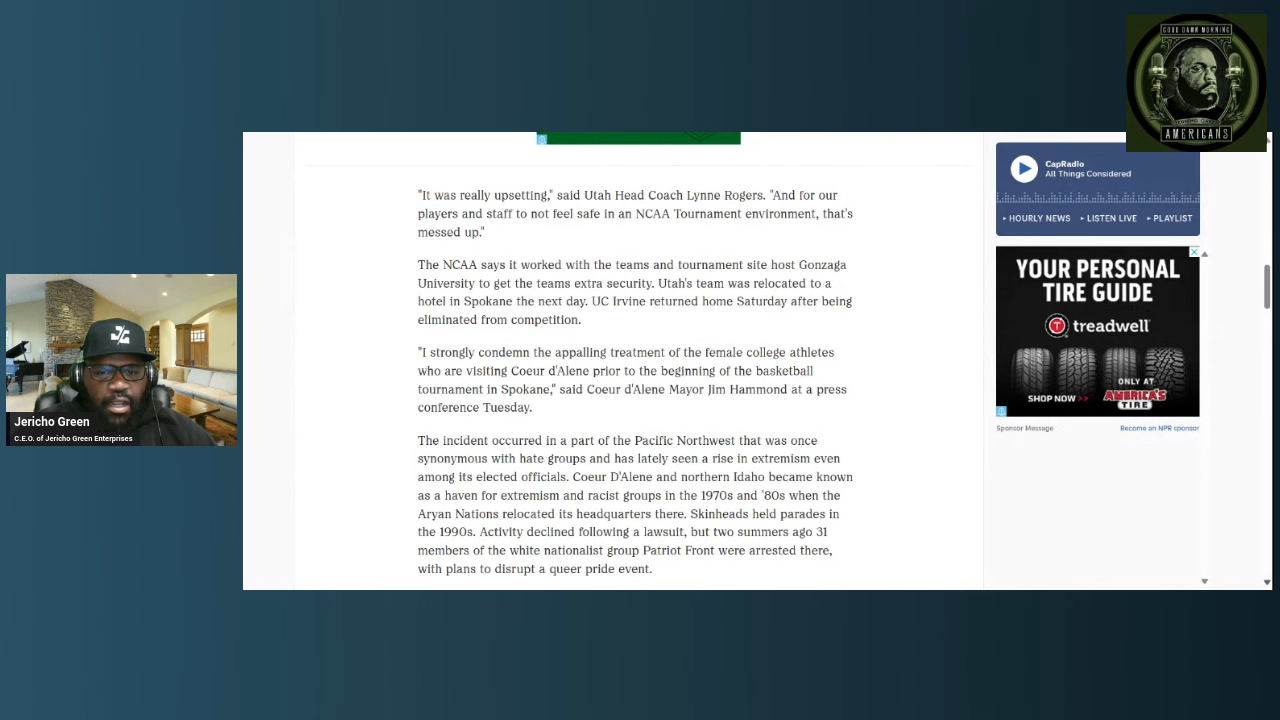 GOOD DAMN MORNING
AMERICANS
CapRadio
All Things Considered
▸ HOURLY NEWS ▸ LISTEN LIVE ▸ PLAYLIST
"It was really upsetting," said Utah Head Coach Lynne Rogers. "And for our
players and staff to not feel safe in an NCAA Tournament environment, that's
messed up."
The NCAA says it worked with the teams and tournament site host Gonzaga
University to get the teams extra security. Utah's team was relocated to a
hotel in Spokane the next day. UC Irvine returned home Saturday after being
eliminated from competition.
"I strongly condemn the appalling treatment of the female college athletes
who are visiting Coeur d'Alene prior to the beginning of the basketball
tournament in Spokane," said Coeur d'Alene Mayor Jim Hammond at a press
conference Tuesday.
The incident occurred in a part of the Pacific Northwest that was once
synonymous with hate groups and has lately seen a rise in extremism even
among its elected officials. Coeur D'Alene and northern Idaho became known
as a haven for extremism and racist groups in the 1970s and '80s when the
Aryan Nations relocated its headquarters there. Skinheads held parades in
the 1990s. Activity declined following a lawsuit, but two summers ago 31
members of the white nationalist group Patriot Front were arrested there,
with plans to disrupt a queer pride event.
YOUR PERSONAL
TIRE GUIDE
treadwell
SHOP NOW >>
ONLY AT
AMERICA'S
TIRE
Sponsor Message
Become an NPR sponsor
Jericho Green
C.E.O. of Jericho Green Enterprises